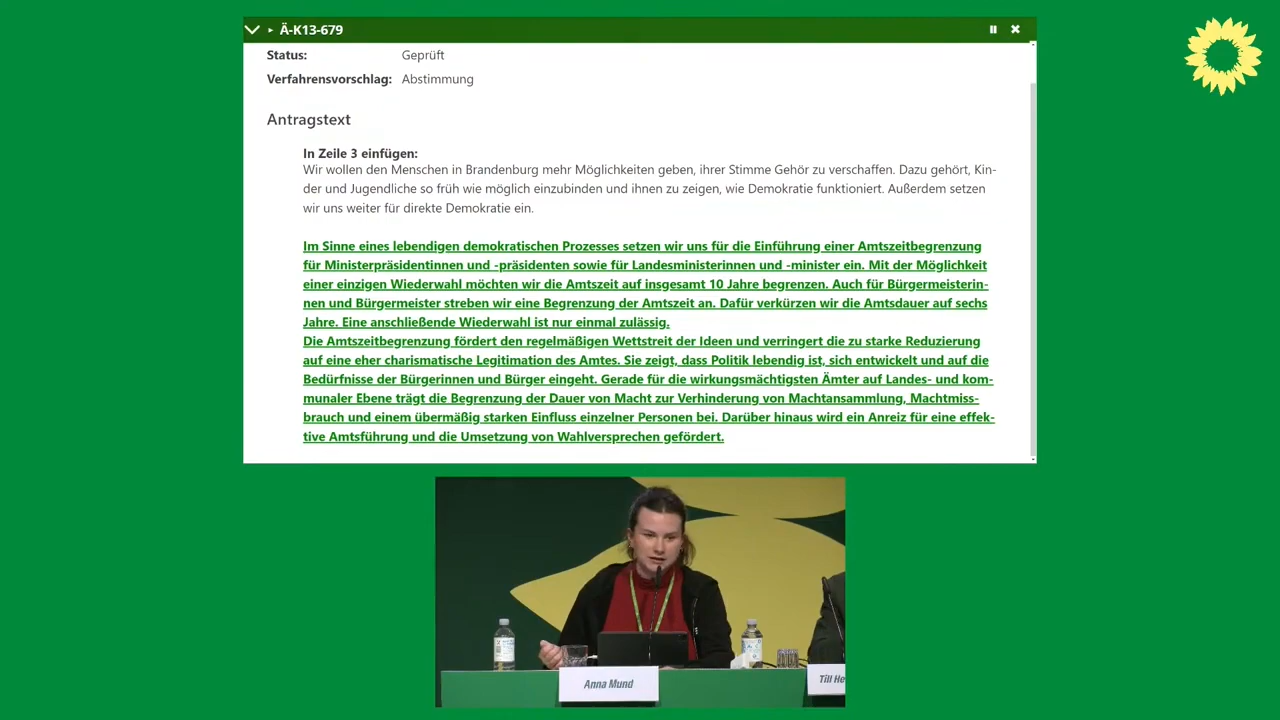 Ä-K13-679
Status: Geprüft
Verfahrensvorschlag: Abstimmung
Antragstext
In Zeile 3 einfügen:
Wir wollen den Menschen in Brandenburg mehr Möglichkeiten geben, ihrer Stimme Gehör zu verschaffen. Dazu gehört, Kin-
der und Jugendliche so früh wie möglich einzubinden und ihnen zu zeigen, wie Demokratie funktioniert. Außerdem setzen
wir uns weiter für direkte Demokratie ein.
Im Sinne eines lebendigen demokratischen Prozesses setzen wir uns für die Einführung einer Amtszeitbegrenzung
für Ministerpräsidentinnen und -präsidenten sowie für Landesministerinnen und -minister ein. Mit der Möglichkeit
einer einzigen Wiederwahl möchten wir die Amtszeit auf insgesamt 10 Jahre begrenzen. Auch für Bürgermeisterin-
nen und Bürgermeister streben wir eine Begrenzung der Amtszeit an. Dafür verkürzen wir die Amtsdauer auf sechs
Jahre. Eine anschließende Wiederwahl ist nur einmal zulässig.
Die Amtszeitbegrenzung fördert den regelmäßigen Wettstreit der Ideen und verringert die zu starke Reduzierung
auf eine eher charismatische Legitimation des Amtes. Sie zeigt, dass Politik lebendig ist, sich entwickelt und auf die
Bedürfnisse der Bürgerinnen und Bürger eingeht. Gerade für die wirkungsmächtigsten Ämter auf Landes- und kom-
munaler Ebene trägt die Begrenzung der Dauer von Macht zur Verhinderung von Machtansammlung, Machtmiss-
brauch und einem übermäßig starken Einfluss einzelner Personen bei. Darüber hinaus wird ein Anreiz für eine effek-
tive Amtsführung und die Umsetzung von Wahlversprechen gefördert.
Anna Mund
Till He